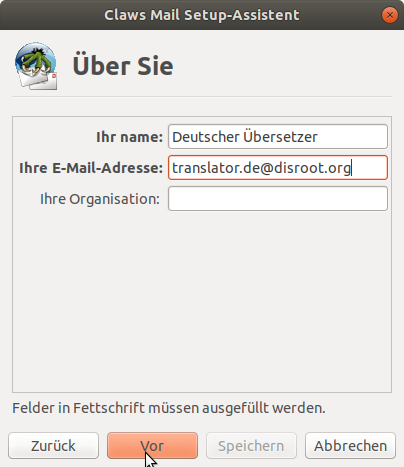 Claws Mail Setup-Assistent
Über Sie
Ihr name: Deutscher Übersetzer
Ihre E-Mail-Adresse: translator.de@disroot.org
Ihre Organisation:
Felder in Fettschrift müssen ausgefüllt werden.
Zurück Vor Speichern Abbrechen